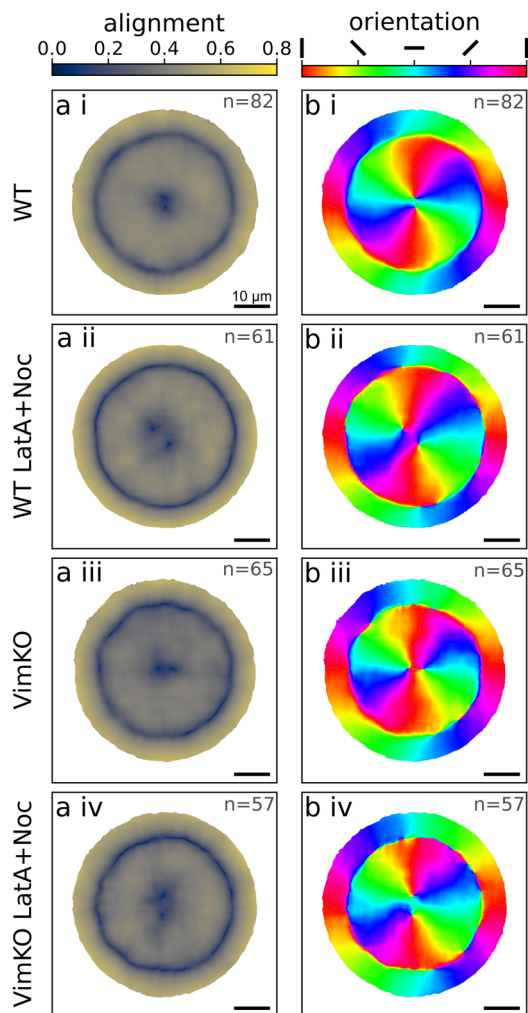 alignment
0.0 0.2 0.4 0.6 0.8
orientation
WT
a i
n=82
10 µm
b i
n=82
WT LatA+Noc
a ii
n=61
b ii
n=61
VimKO
a iii
n=65
b iii
n=65
VimKO LatA+Noc
a iv
n=57
b iv
n=57